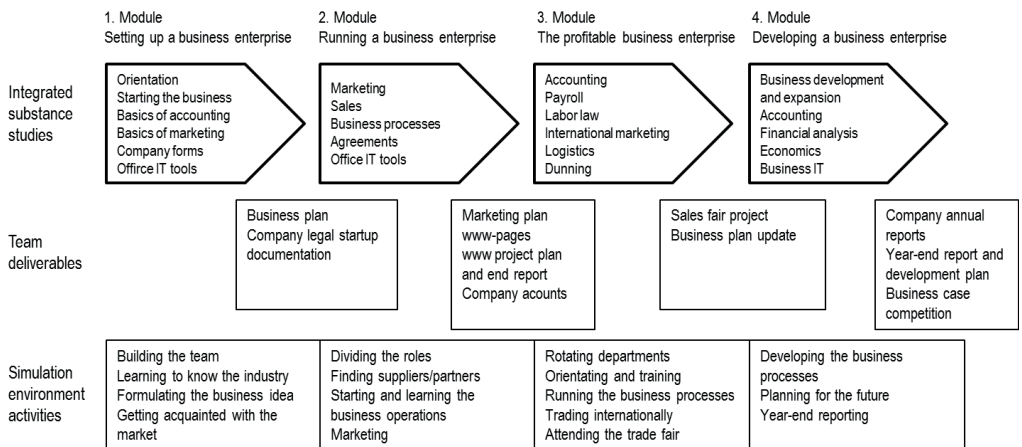 1. Module
Setting up a business enterprise
2. Module
Running a business enterprise
3. Module
The profitable business enterprise
4. Module
Developing a business enterprise
Integrated
substance
studies
Orientation
Starting the business
Basics of accounting
Basics of marketing
Company forms
Offirce IT tools
Marketing
Sales
Business processes
Agreements
Office IT tools
Accounting
Payroll
Labor law
International marketing
Logistics
Dunning
Business development
and expansion
Accounting
Financial analysis
Economics
Business IT
Team
deliverables
Business plan
Company legal startup
documentation
Marketing plan
www-pages
www project plan
and end report
Company acounts
Sales fair project
Business plan update
Company annual
reports
Year-end report and
development plan
Business case
competition
Simulation
environment
activities
Building the team
Learning to know the industry
Formulating the business idea
Getting acquainted with the
market
Dividing the roles
Finding suppliers/partners
Starting and learning the
business operations
Marketing
Rotating departments
Orientating and training
Running the business processes
Trading internationally
Attending the trade fair
Developing the business
processes
Planning for the future
Year-end reporting